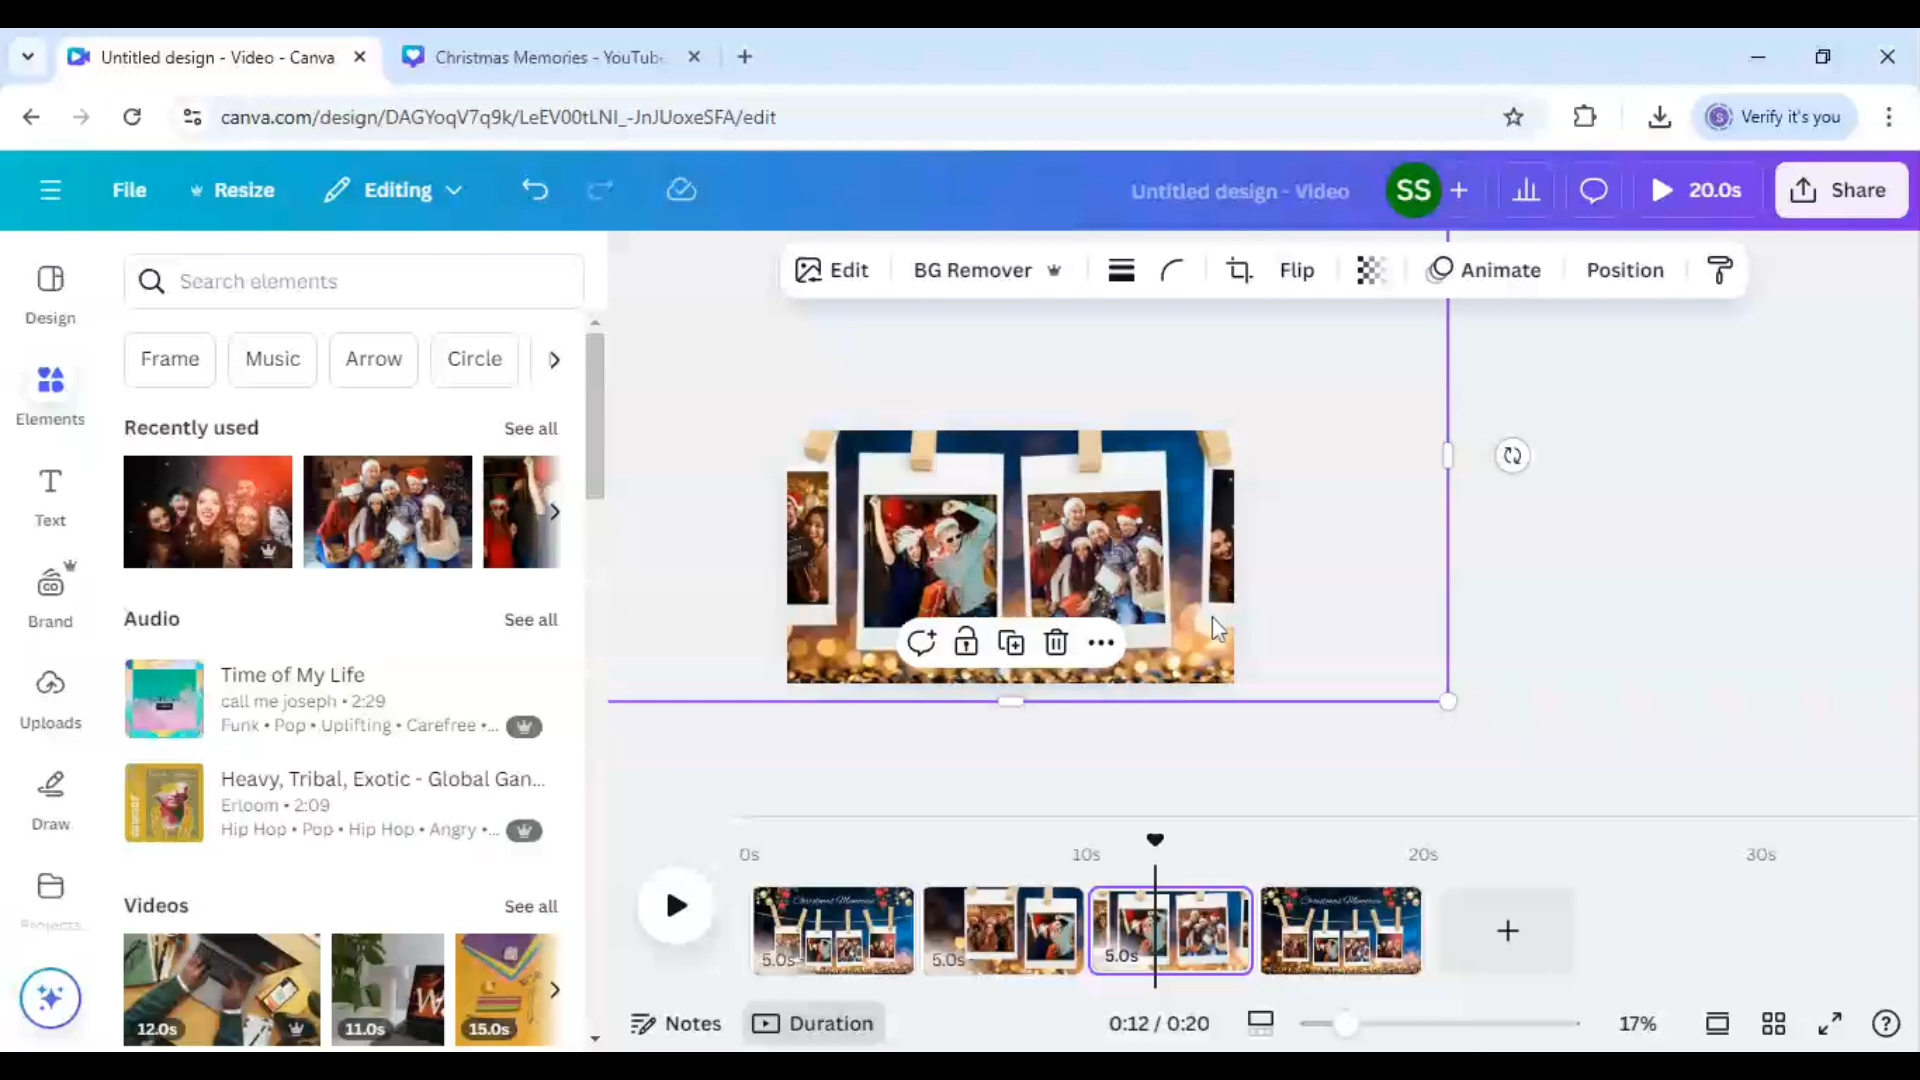 Untitled design - Video - Canva
Christmas Memories - YouTub
canva.com/design/DAGYoqV7q9k/LeEV00tLNI_-JnJUoxeSFA/edit
S
Verify it's you
File
Resize
Editing
Untitled design - Video
SS
20.0s
Share
Edit
BG Remover
Flip
Animate
Position
Design
Elements
Text
Brand
Uploads
Draw
Projects
Search elements
Frame
Music
Arrow
Circle
Recently used
See all
Audio
See all
Time of My Life
call me joseph • 2:29
Funk • Pop • Uplifting • Carefree •...
Heavy, Tribal, Exotic - Global Gan...
Erloom • 2:09
Hip Hop • Pop • Hip Hop • Angry •...
Videos
See all
12.0s
11.0s
15.0s
0s
10s
20s
30s
Christmas Memories
5.0s
5.0s
5.0s
Christmas Memories
Notes
Duration
0:12 / 0:20
17%